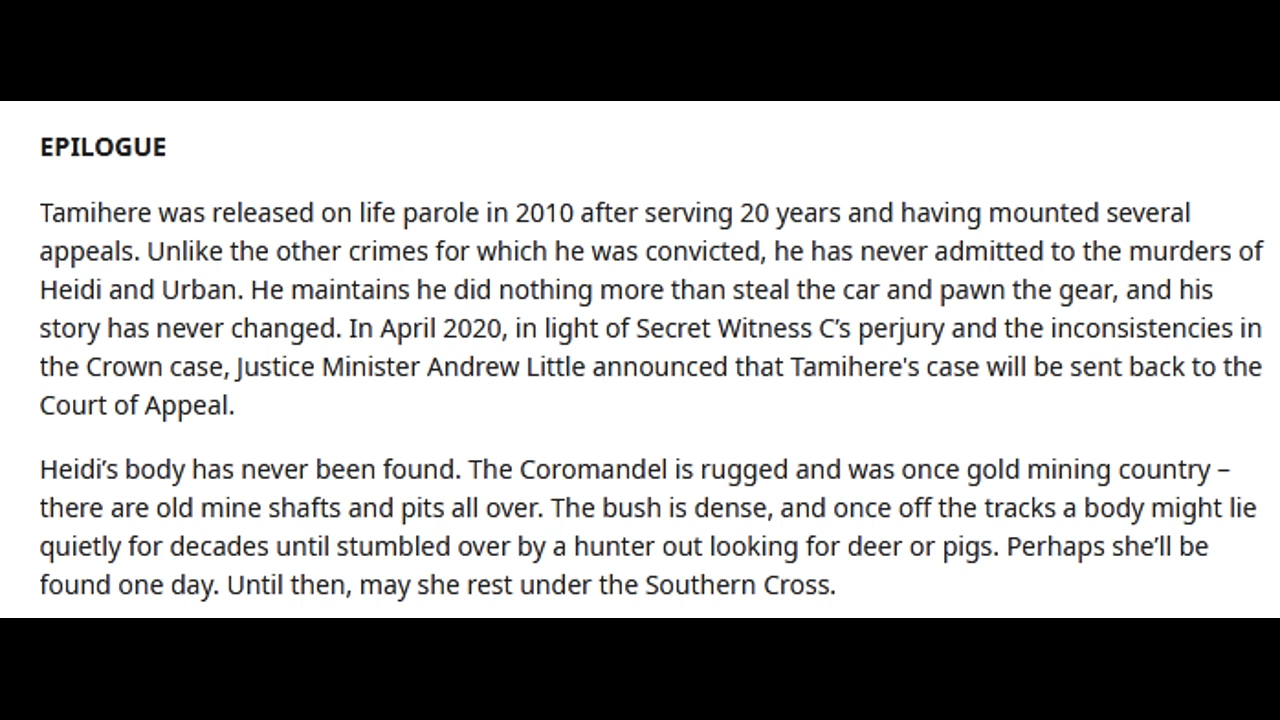 EPILOGUE
Tamihere was released on life parole in 2010 after serving 20 years and having mounted several
appeals. Unlike the other crimes for which he was convicted, he has never admitted to the murders of
Heidi and Urban. He maintains he did nothing more than steal the car and pawn the gear, and his
story has never changed. In April 2020, in light of Secret Witness C’s perjury and the inconsistencies in
the Crown case, Justice Minister Andrew Little announced that Tamihere's case will be sent back to the
Court of Appeal.
Heidi’s body has never been found. The Coromandel is rugged and was once gold mining country –
there are old mine shafts and pits all over. The bush is dense, and once off the tracks a body might lie
quietly for decades until stumbled over by a hunter out looking for deer or pigs. Perhaps she’ll be
found one day. Until then, may she rest under the Southern Cross.